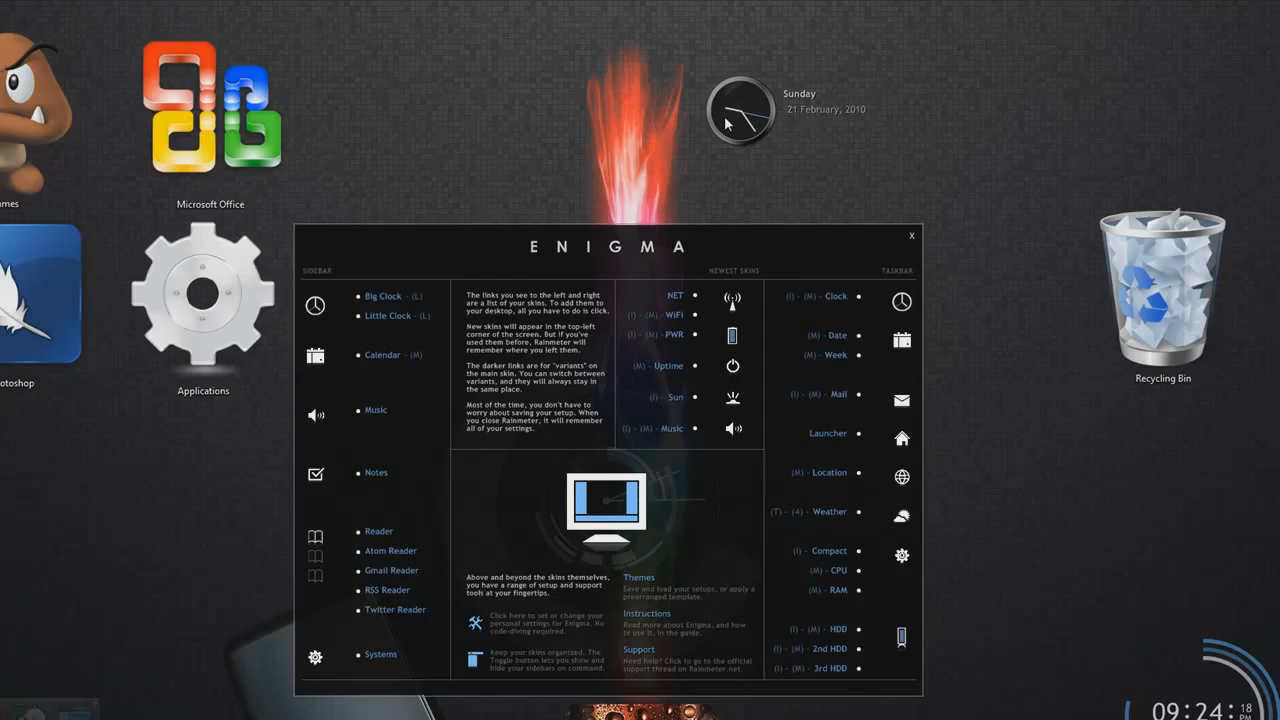 Sunday
21 February, 2010
ames
Microsoft Office
otoshop
Applications
Recycling Bin
ENIGMA
X
SIDEBAR
NEWEST SKINS
TASKBAR
Big Clock - (L)
Little Clock - (L)
Calendar - (M)
Music
Notes
Reader
Atom Reader
Gmail Reader
RSS Reader
Twitter Reader
Systems
The links you see to the left and right
are a list of your skins. To add them to
your desktop, all you have to do is click.
New skins will appear in the top-left
corner of the screen. But if you've
used them before, Rainmeter will
remember where you left them.
The darker links are for "variants" on
the main skin. You can switch between
variants, and they will always stay in
the same place.
Most of the time, you don't have to
worry about saving your setup. When
you close Rainmeter, it will remember
all of your settings.
NET
(I) - (M) - WiFi
(I) - (M) - PWR
(M) - Uptime
(I) - Sun
(I) - (M) - Music
(I) - (M) - Clock
(M) - Date
(M) - Week
(I) - (M) - Mail
Launcher
(M) - Location
(T) - (4) - Weather
(I) - Compact
(M) - CPU
(M) - RAM
(I) - (M) - HDD
(I) - (M) - 2nd HDD
(I) - (M) - 3rd HDD
Above and beyond the skins themselves,
you have a range of setup and support
tools at your fingertips.
Click here to set or change your
personal settings for Enigma. No
code-diving required.
Keep your skins organized. The
Toggle button lets you show and
hide your sidebars on command.
Themes
Save and load your setups, or apply a
prearranged template.
Instructions
Read more about Enigma, and how
to use it, in the guide.
Support
Need help? Click to go to the official
support thread on Rainmeter.net.
09:24:18
PM